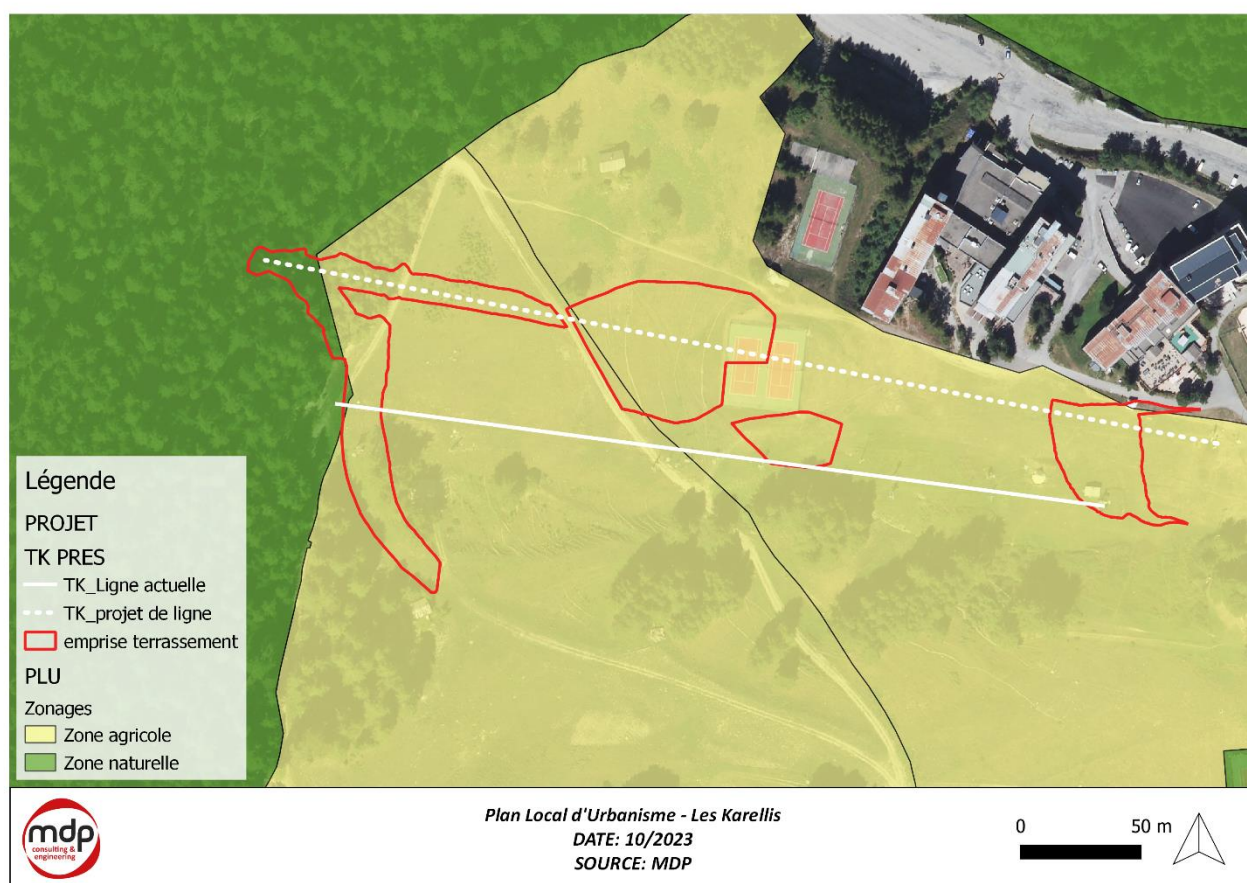 Légende
PROJET
TK PRES
TK_Ligne actuelle
TK_projet de ligne
emprise terrassement
PLU
Zonages
Zone agricole
Zone naturelle
mdp
consulting &
engineering
Plan Local d'Urbanisme - Les Karellis
DATE: 10/2023
SOURCE: MDP
0 50 m